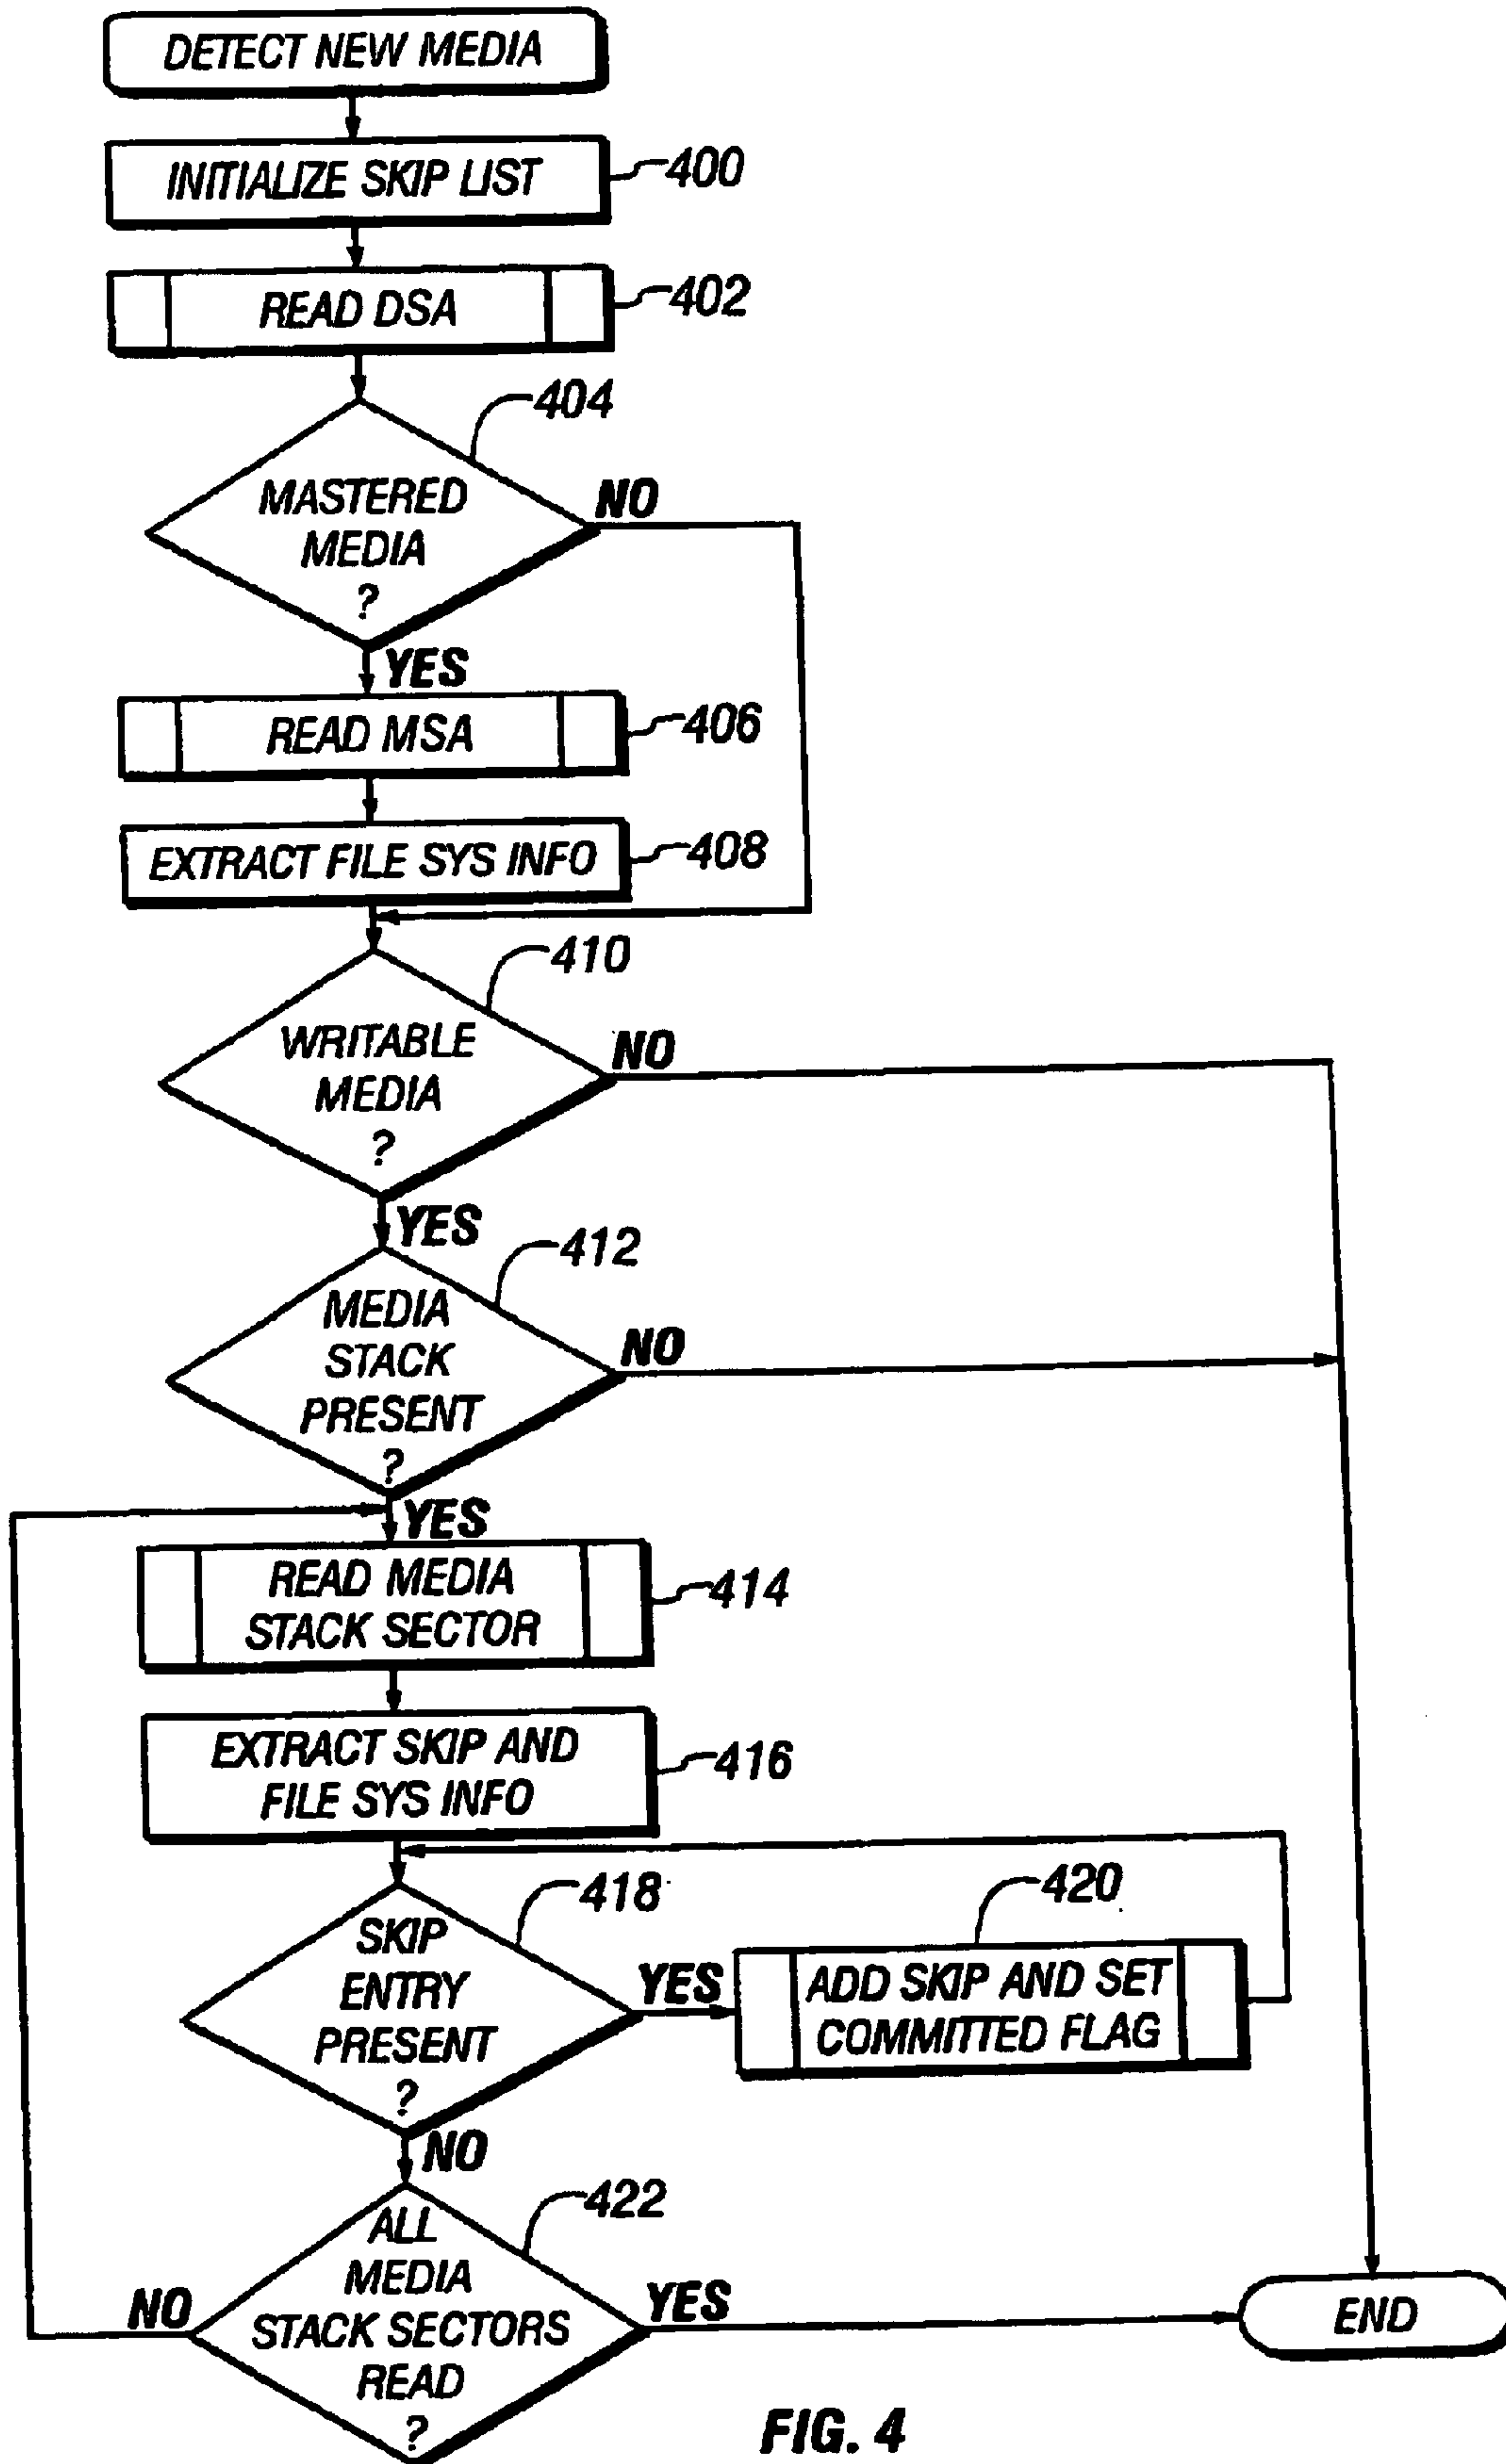 DETECT NEW MEDIA
INITIALIZE SKIP LIST
400
READ DSA
402
404
MASTERED
MEDIA
?
NO
YES
READ MSA
406
EXTRACT FILE SYS INFO
408
410
WRITABLE
MEDIA
?
NO
YES
412
MEDIA
STACK
PRESENT
?
NO
YES
READ MEDIA
STACK SECTOR
414
EXTRACT SKIP AND
FILE SYS INFO
416
418
SKIP
ENTRY
PRESENT
?
YES
420
ADD SKIP AND SET
COMMITTED FLAG
NO
422
ALL
MEDIA
STACK SECTORS
READ
?
NO
YES
END
FIG. 4